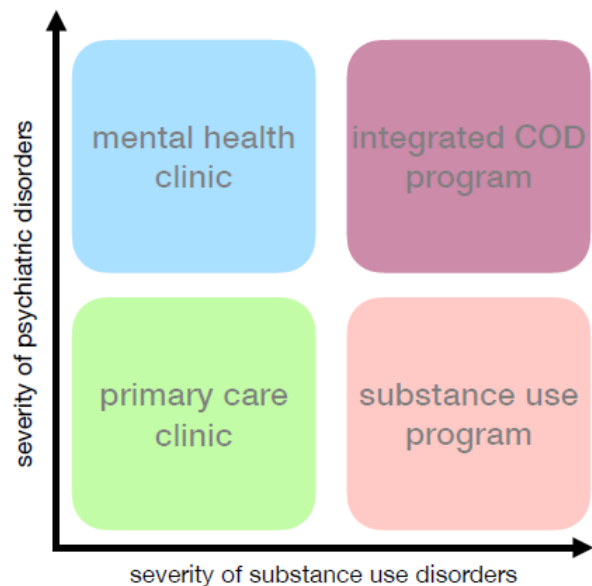 severity of psychiatric disorders
mental health
clinic
integrated COD
program
primary care
clinic
substance use
program
severity of substance use disorders